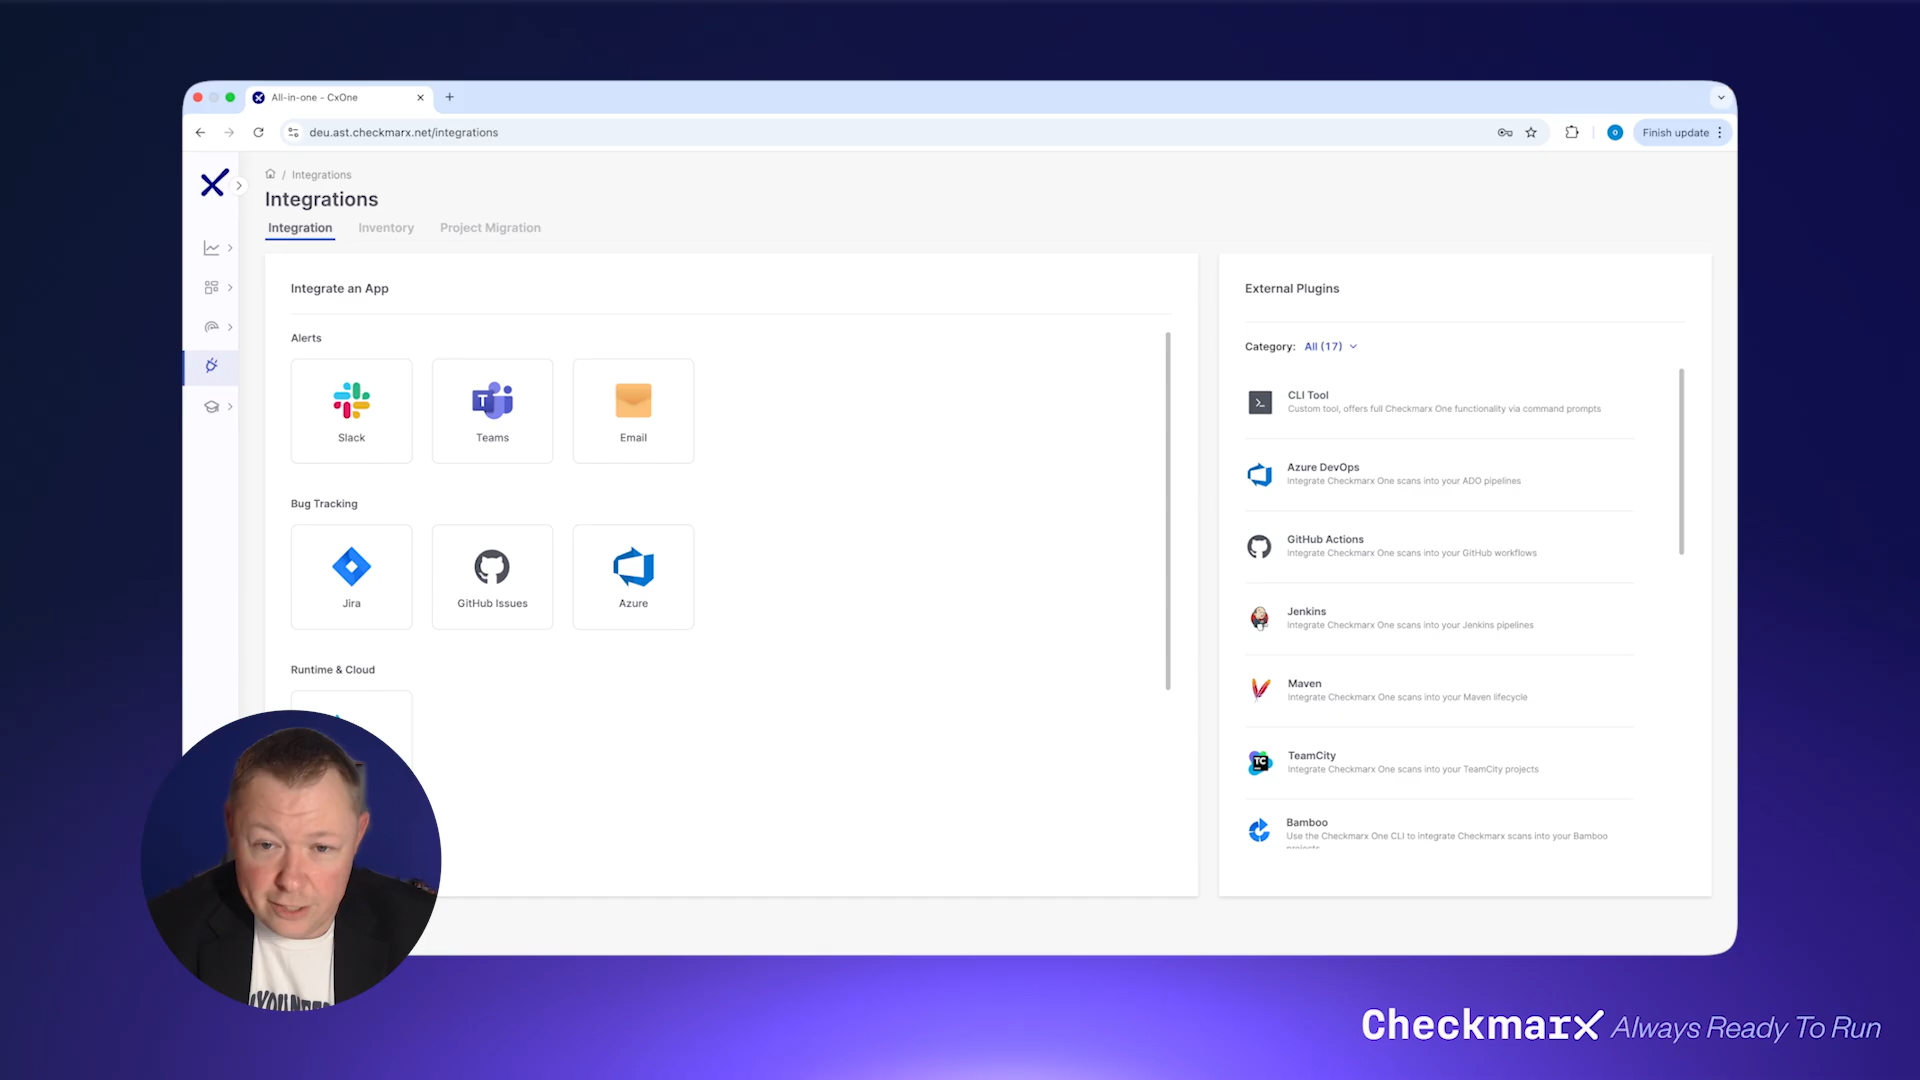 All-in-one - CxOne
deu.ast.checkmarx.net/integrations
Finish update
/ Integrations
Integrations
Integration
Inventory
Project Migration
Integrate an App
Alerts
Slack
Teams
Email
Bug Tracking
Jira
GitHub Issues
Azure
Runtime & Cloud
External Plugins
Category: All (17)
CLI Tool
Custom tool, offers full Checkmarx One functionality via command prompts
Azure DevOps
Integrate Checkmarx One scans into your ADO pipelines
GitHub Actions
Integrate Checkmarx One scans into your GitHub workflows
Jenkins
Integrate Checkmarx One scans into your Jenkins pipelines
Maven
Integrate Checkmarx One scans into your Maven lifecycle
TeamCity
Integrate Checkmarx One scans into your TeamCity projects
Bamboo
Use the Checkmarx One CLI to integrate Checkmarx scans into your Bamboo
projects
Checkmarx Always Ready To Run